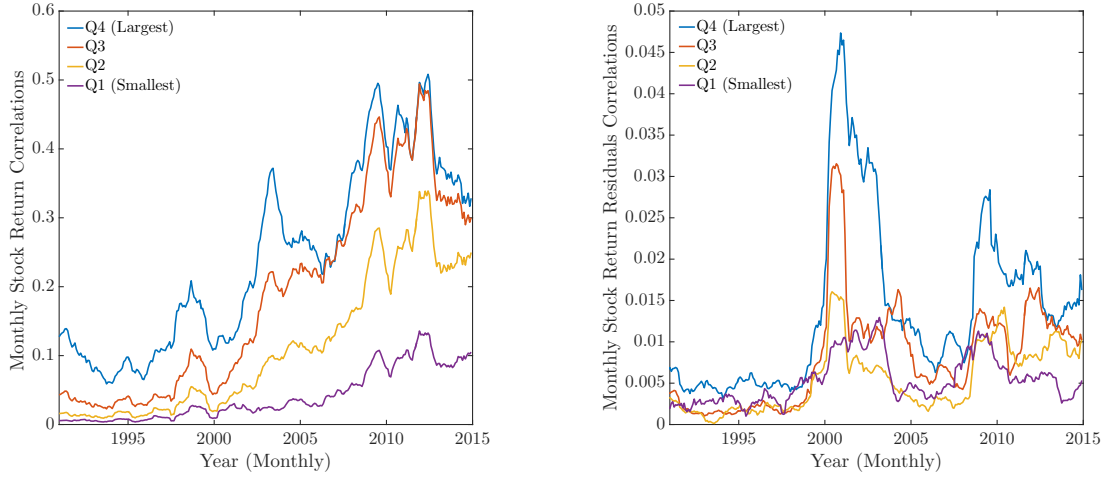 Monthly Stock Return Correlations
0.6
0.5
0.4
0.3
0.2
0.1
0
Q4 (Largest)
Q3
Q2
Q1 (Smallest)
1995
2000
2005
2010
2015
Year (Monthly)
Monthly Stock Return Residuals Correlations
0.05
0.045
0.04
0.035
0.03
0.025
0.02
0.015
0.01
0.005
0
Q4 (Largest)
Q3
Q2
Q1 (Smallest)
1995
2000
2005
2010
2015
Year (Monthly)